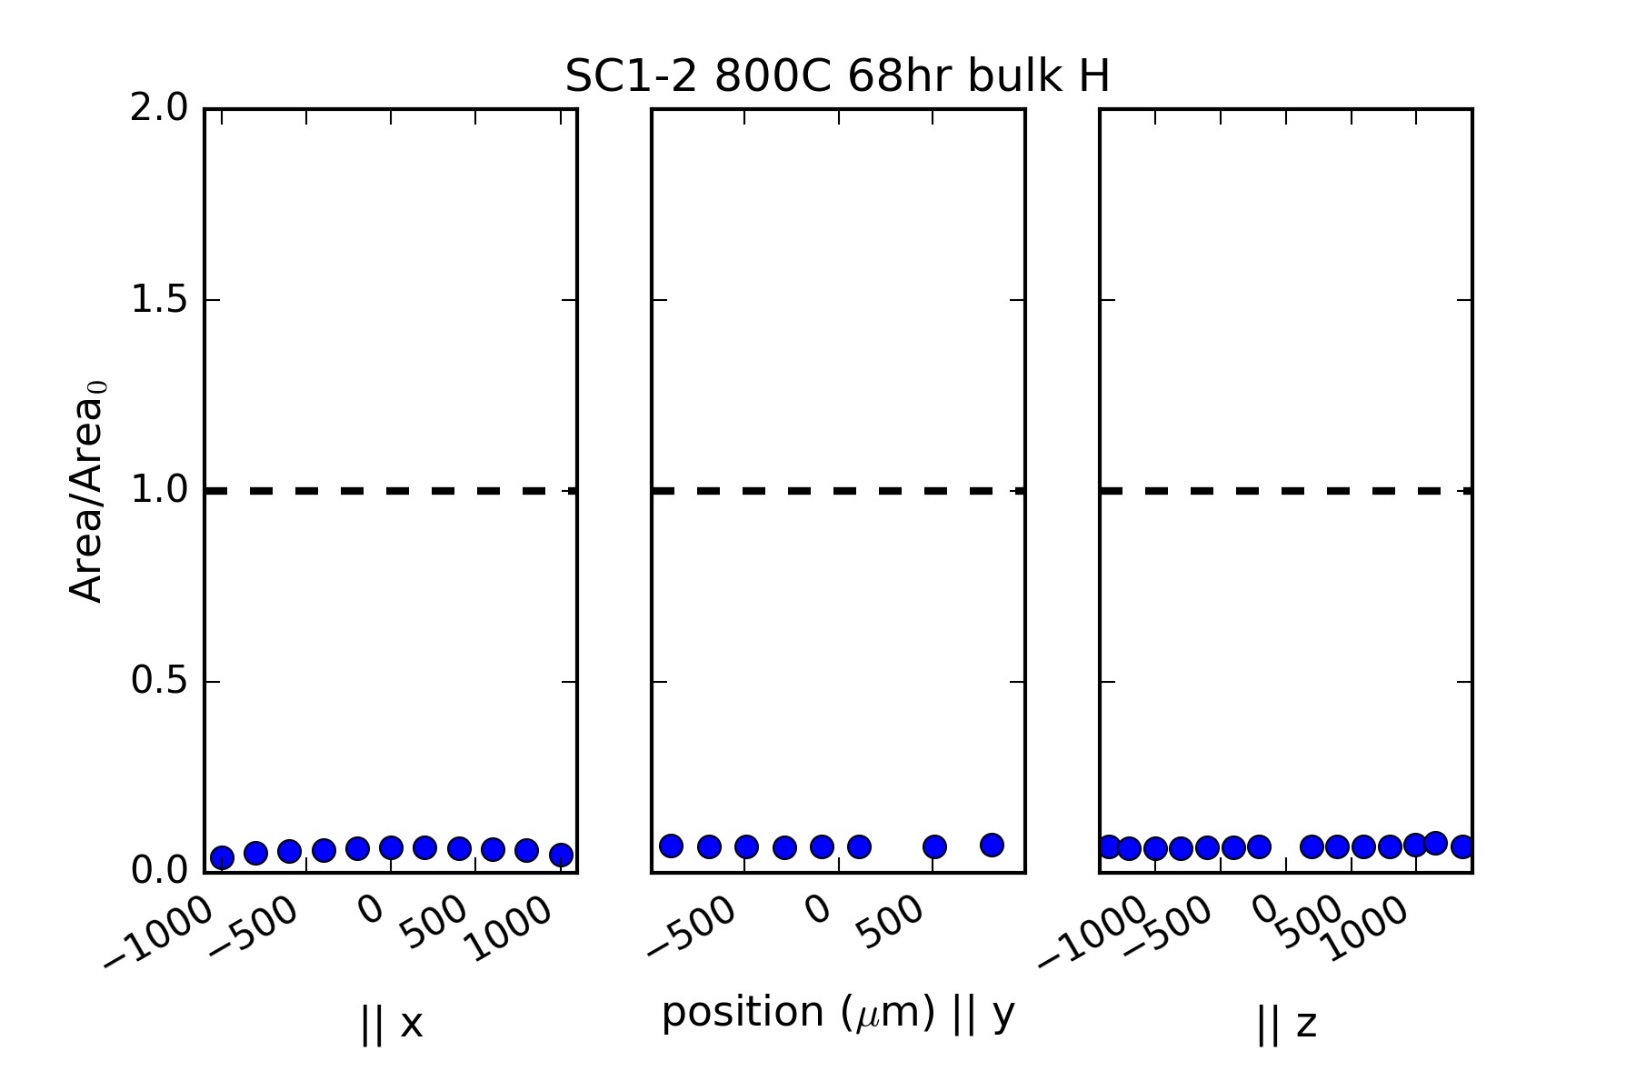 SC1-2 800C 68hr bulk H
2.0
1.5
1.0
0.5
0.0
Area/Area₀
−1000 −500 0 500 1000
−500 0 500
−1000 −500 0 500 1000
|| x
position (μm) || y
|| z